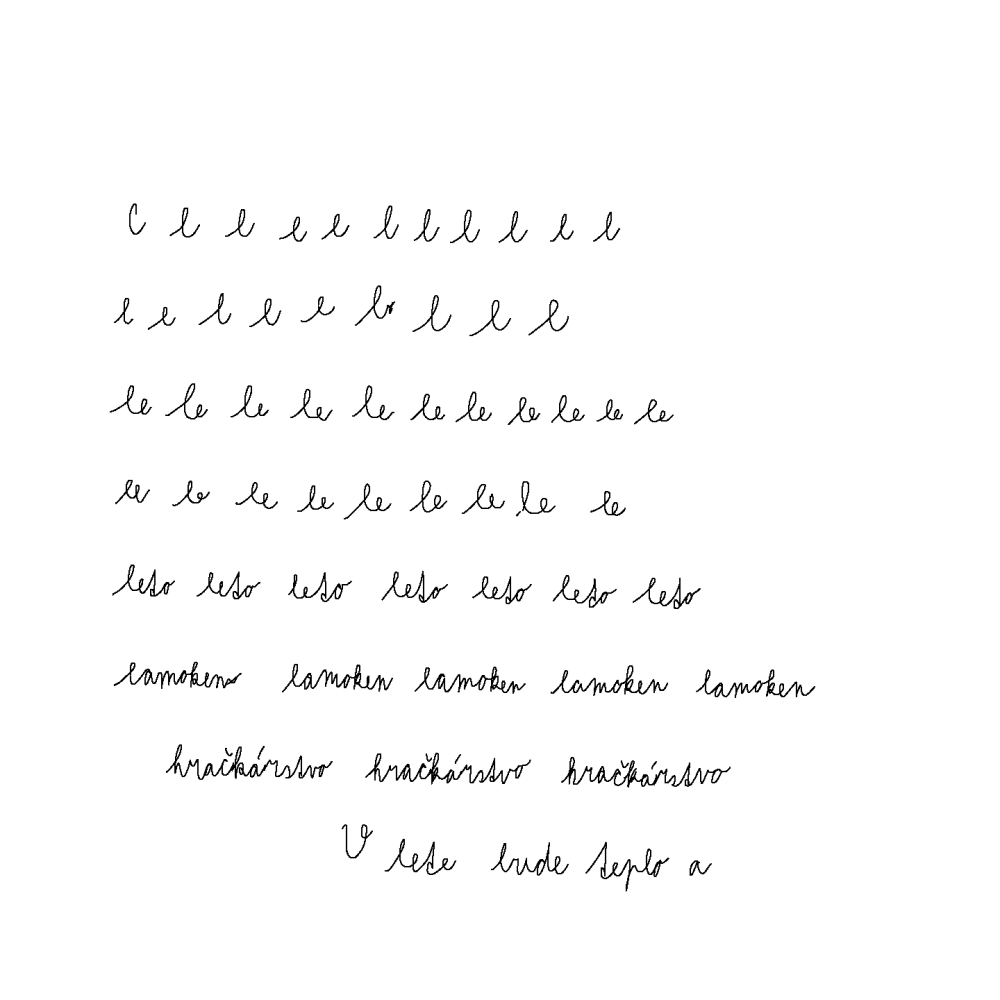 C l l l l l l l l l l
l l l l l l l l l
le le le le le le le le le le le
le le le le le le le le le
leto leto leto leto leto leto leto
lamoken lamoken lamoken lamoken lamoken
hračkárstvo hračkárstvo hračkárstvo
V lete bude teplo a